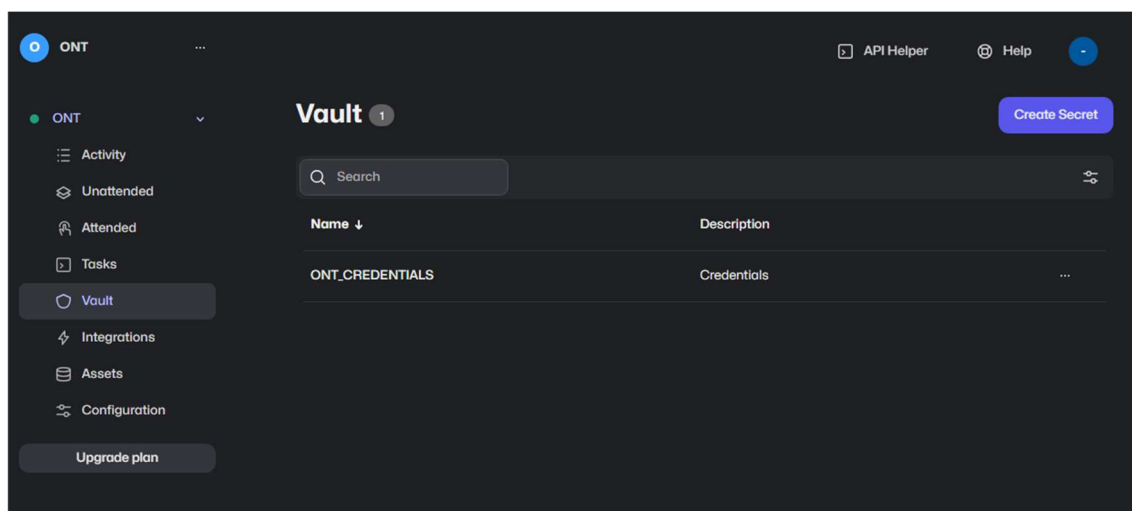 O ONT ...
API Helper
Help
-
ONT
Activity
Unattended
Attended
Tasks
Vault
Integrations
Assets
Configuration
Upgrade plan
Vault 1
Create Secret
Search
Name ↓ Description
ONT_CREDENTIALS Credentials ...